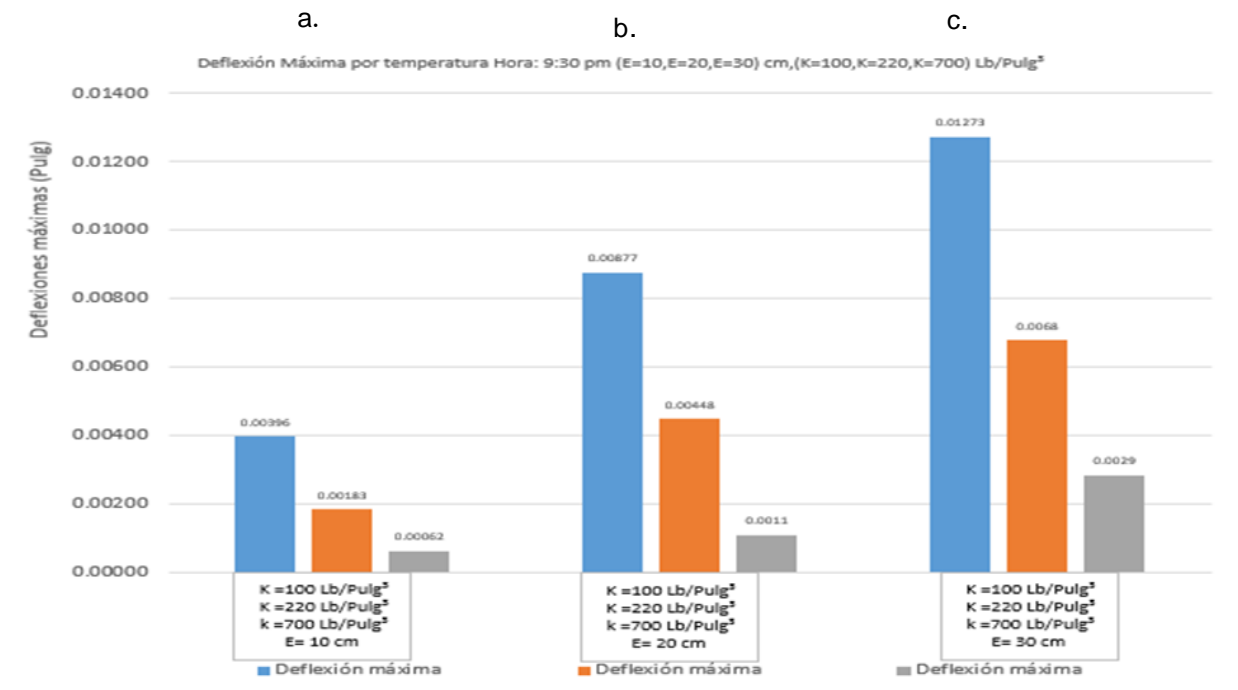 a.
b.
c.
Deflexión Máxima por temperatura Hora: 9:30 pm (E=10,E=20,E=30) cm,(K=100,K=220,K=700) Lb/Pulg³
Deflexiones máximas (Pulg)
0.01400
0.01200
0.01000
0.00800
0.00600
0.00400
0.00200
0.00000
0.00396
0.00183
0.00062
0.00877
0.00448
0.0011
0.01273
0.0068
0.0029
K =100 Lb/Pulg³
K =220 Lb/Pulg³
k =700 Lb/Pulg³
E= 10 cm
K =100 Lb/Pulg³
K =220 Lb/Pulg³
k =700 Lb/Pulg³
E= 20 cm
K =100 Lb/Pulg³
K =220 Lb/Pulg³
k =700 Lb/Pulg³
E= 30 cm
Deflexión máxima
Deflexión máxima
Deflexión máxima